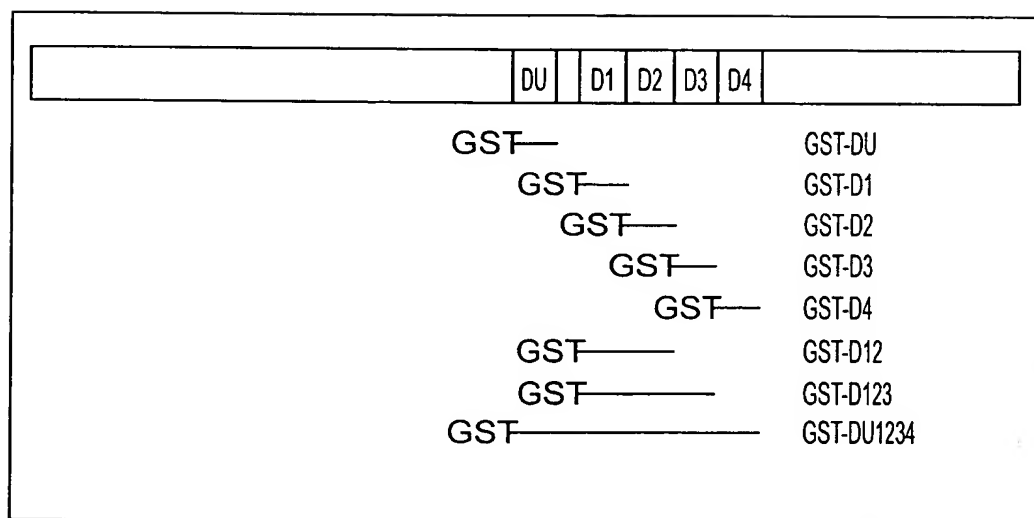 DU D1 D2 D3 D4
GST GST-DU
GST GST-D1
GST GST-D2
GST GST-D3
GST GST-D4
GST GST-D12
GST GST-D123
GST GST-DU1234